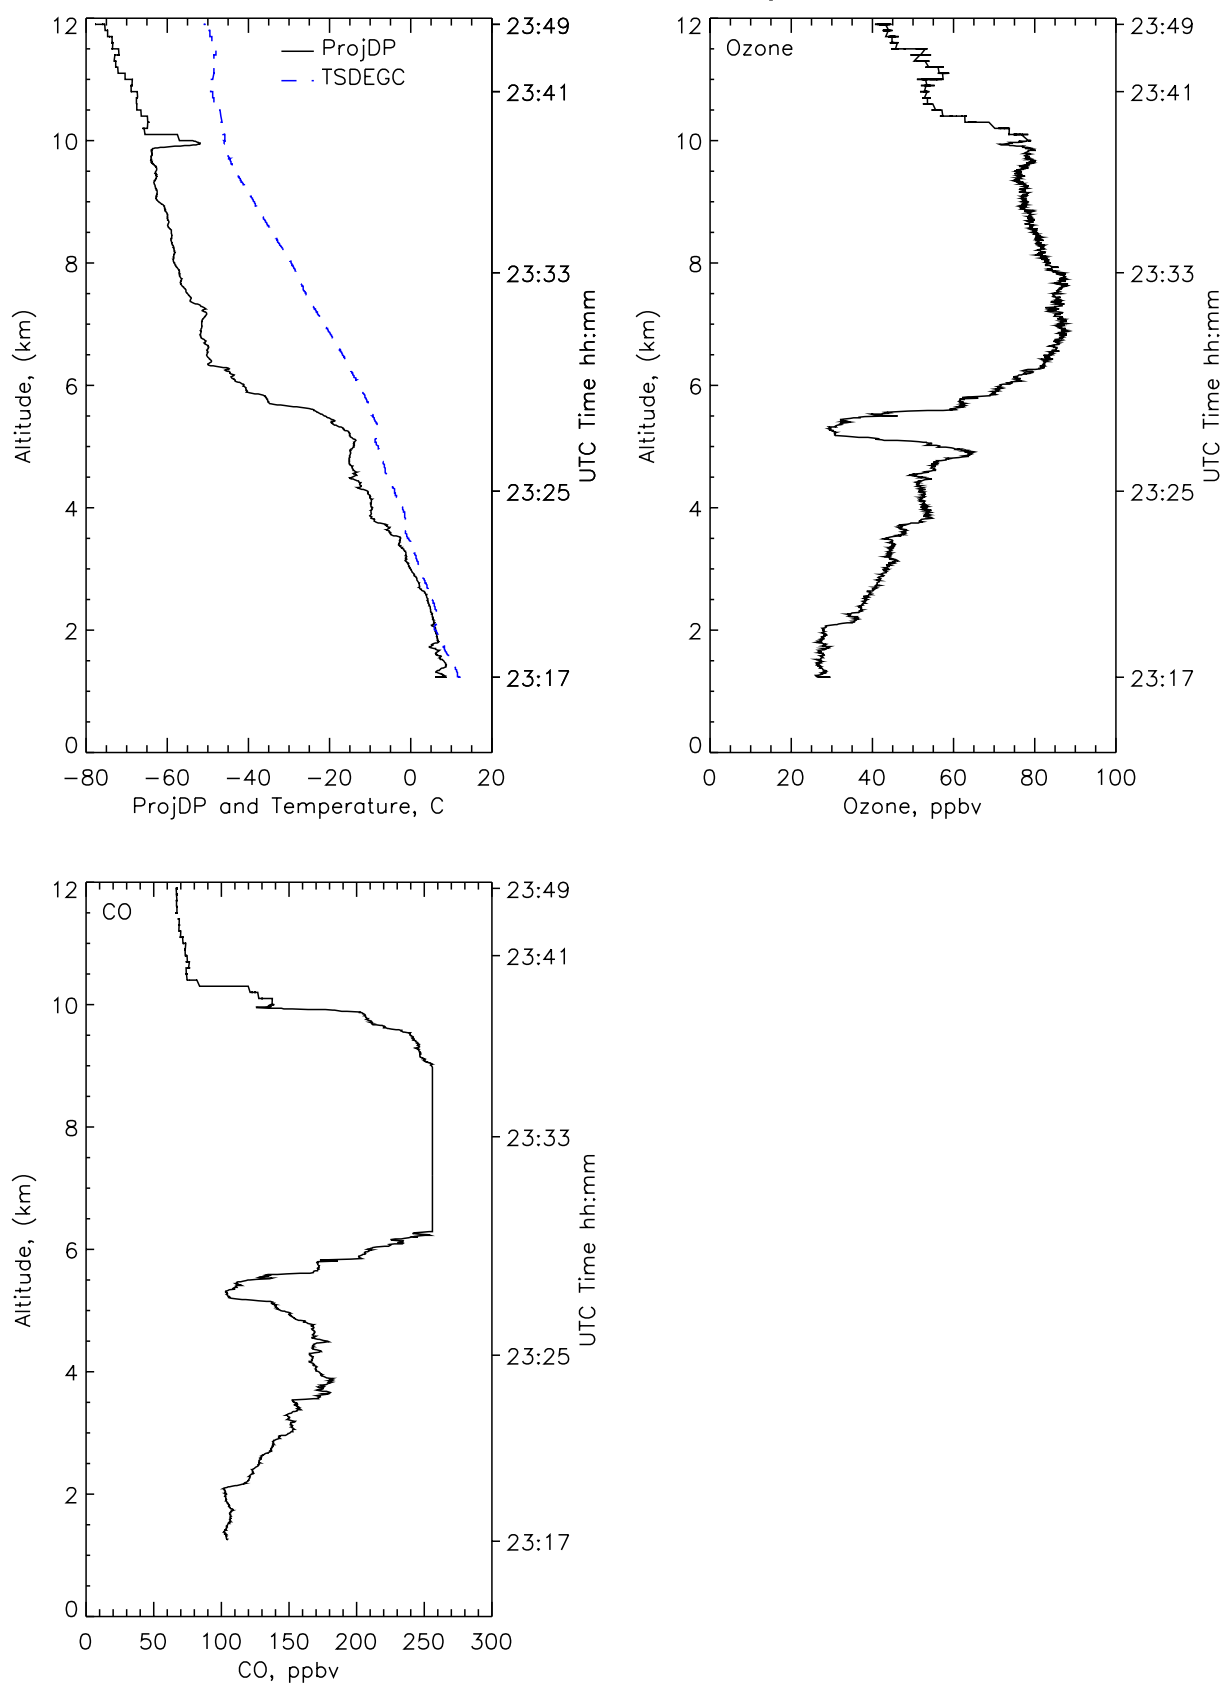 12
10
8
6
4
2
0
Altitude, (km)
ProjDP
TSDEGC
23:49
23:41
23:33
23:25
23:17
UTC Time hh:mm
−80 −60 −40 −20 0 20
ProjDP and Temperature, C
12
10
8
6
4
2
0
Altitude, (km)
Ozone
23:49
23:41
23:33
23:25
23:17
UTC Time hh:mm
0 20 40 60 80 100
Ozone, ppbv
12
10
8
6
4
2
0
Altitude, (km)
CO
23:49
23:41
23:33
23:25
23:17
UTC Time hh:mm
0 50 100 150 200 250 300
CO, ppbv